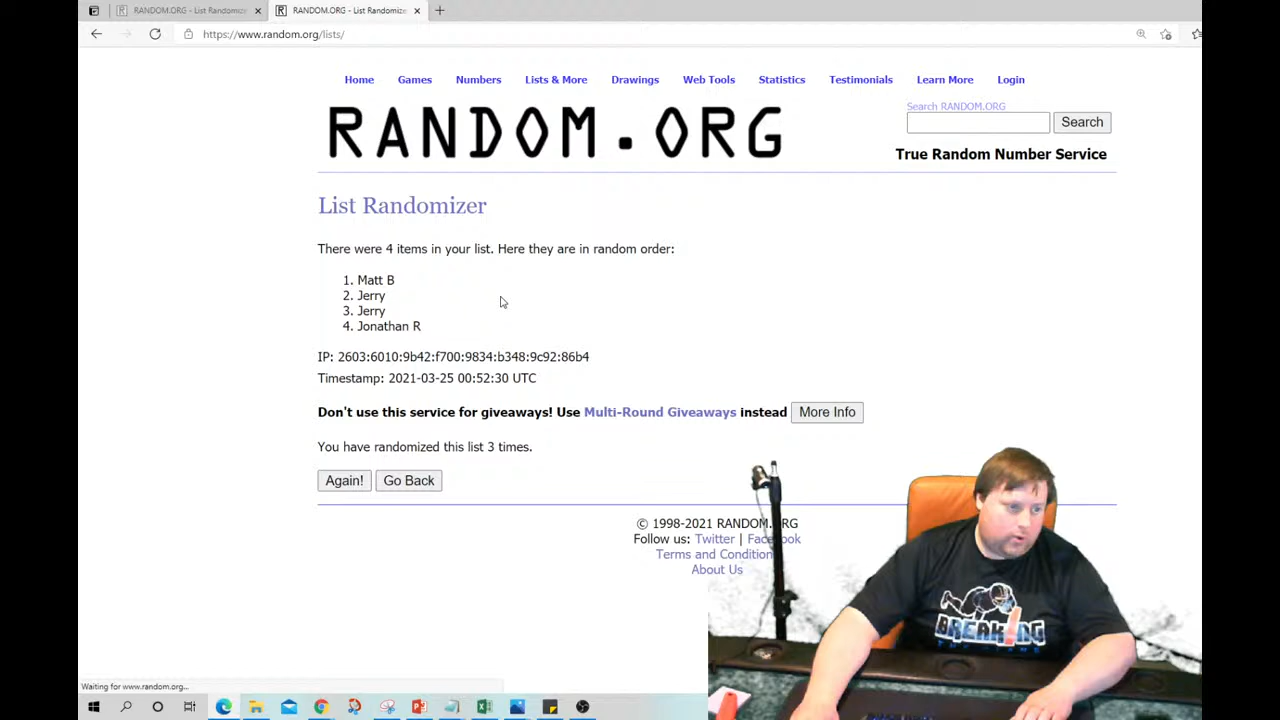 RANDOM.ORG - List Randomize
RANDOM.ORG - List Randomize
https://www.random.org/lists/
Home Games Numbers Lists & More Drawings Web Tools Statistics Testimonials Learn More Login
RANDOM.ORG
Search RANDOM.ORG
Search
True Random Number Service
List Randomizer
There were 4 items in your list. Here they are in random order:
1. Matt B
2. Jerry
3. Jerry
4. Jonathan R
IP: 2603:6010:9b42:f700:9834:b348:9c92:86b4
Timestamp: 2021-03-25 00:52:30 UTC
Don't use this service for giveaways! Use Multi-Round Giveaways instead More Info
You have randomized this list 3 times.
Again! Go Back
© 1998-2021 RANDOM.ORG
Follow us: Twitter | Facebook
Terms and Condition
About Us
BREAKING
Waiting for www.random.org...